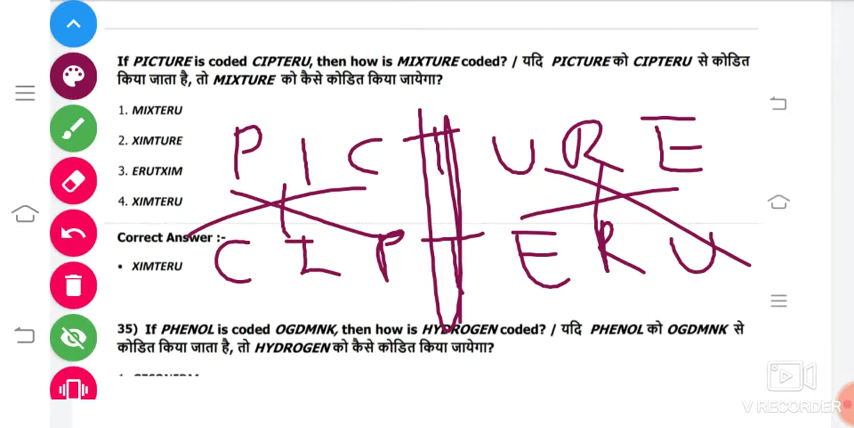 If PICTURE is coded CIPTERU, then how is MIXTURE coded? / यदि PICTURE को CIPTERU से कोडित
किया जाता है, तो MIXTURE को कैसे कोडित किया जायेगा?
1. MIXTERU
2. XIMTURE
3. ERUTXIM
4. XIMTERU
P I C T U R E
C I P T E R U
Correct Answer :-
• XIMTERU
35) If PHENOL is coded OGDMNK, then how is HYDROGEN coded? / यदि PHENOL को OGDMNK से
कोडित किया जाता है, तो HYDROGEN को कैसे कोडित किया जायेगा?
V RECORDER